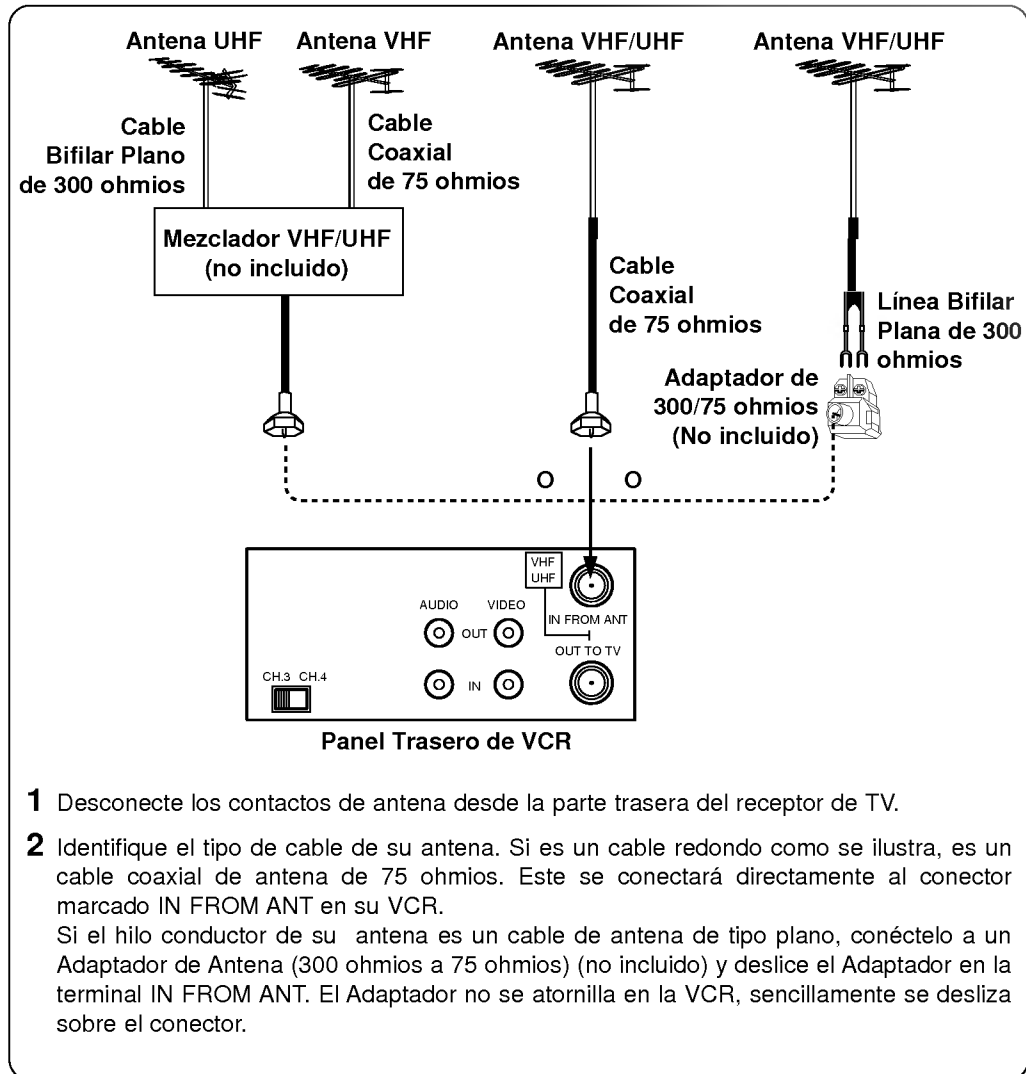 Antena UHF
Antena VHF
Antena VHF/UHF
Antena VHF/UHF
Cable
Bifilar Plano
de 300 ohmios
Cable
Coaxial
de 75 ohmios
Mezclador VHF/UHF
(no incluido)
Cable
Coaxial
de 75 ohmios
Línea Bifilar
Plana de 300
ohmios
Adaptador de
300/75 ohmios
(No incluido)
O
O
VHF
UHF
AUDIO
VIDEO
IN FROM ANT
OUT
OUT TO TV
CH.3 CH.4
IN
Panel Trasero de VCR
1 Desconecte los contactos de antena desde la parte trasera del receptor de TV.
2 Identifique el tipo de cable de su antena. Si es un cable redondo como se ilustra, es un
cable coaxial de antena de 75 ohmios. Este se conectará directamente al conector
marcado IN FROM ANT en su VCR.
Si el hilo conductor de su antena es un cable de antena de tipo plano, conéctelo a un
Adaptador de Antena (300 ohmios a 75 ohmios) (no incluido) y deslice el Adaptador en la
terminal IN FROM ANT. El Adaptador no se atornilla en la VCR, sencillamente se desliza
sobre el conector.